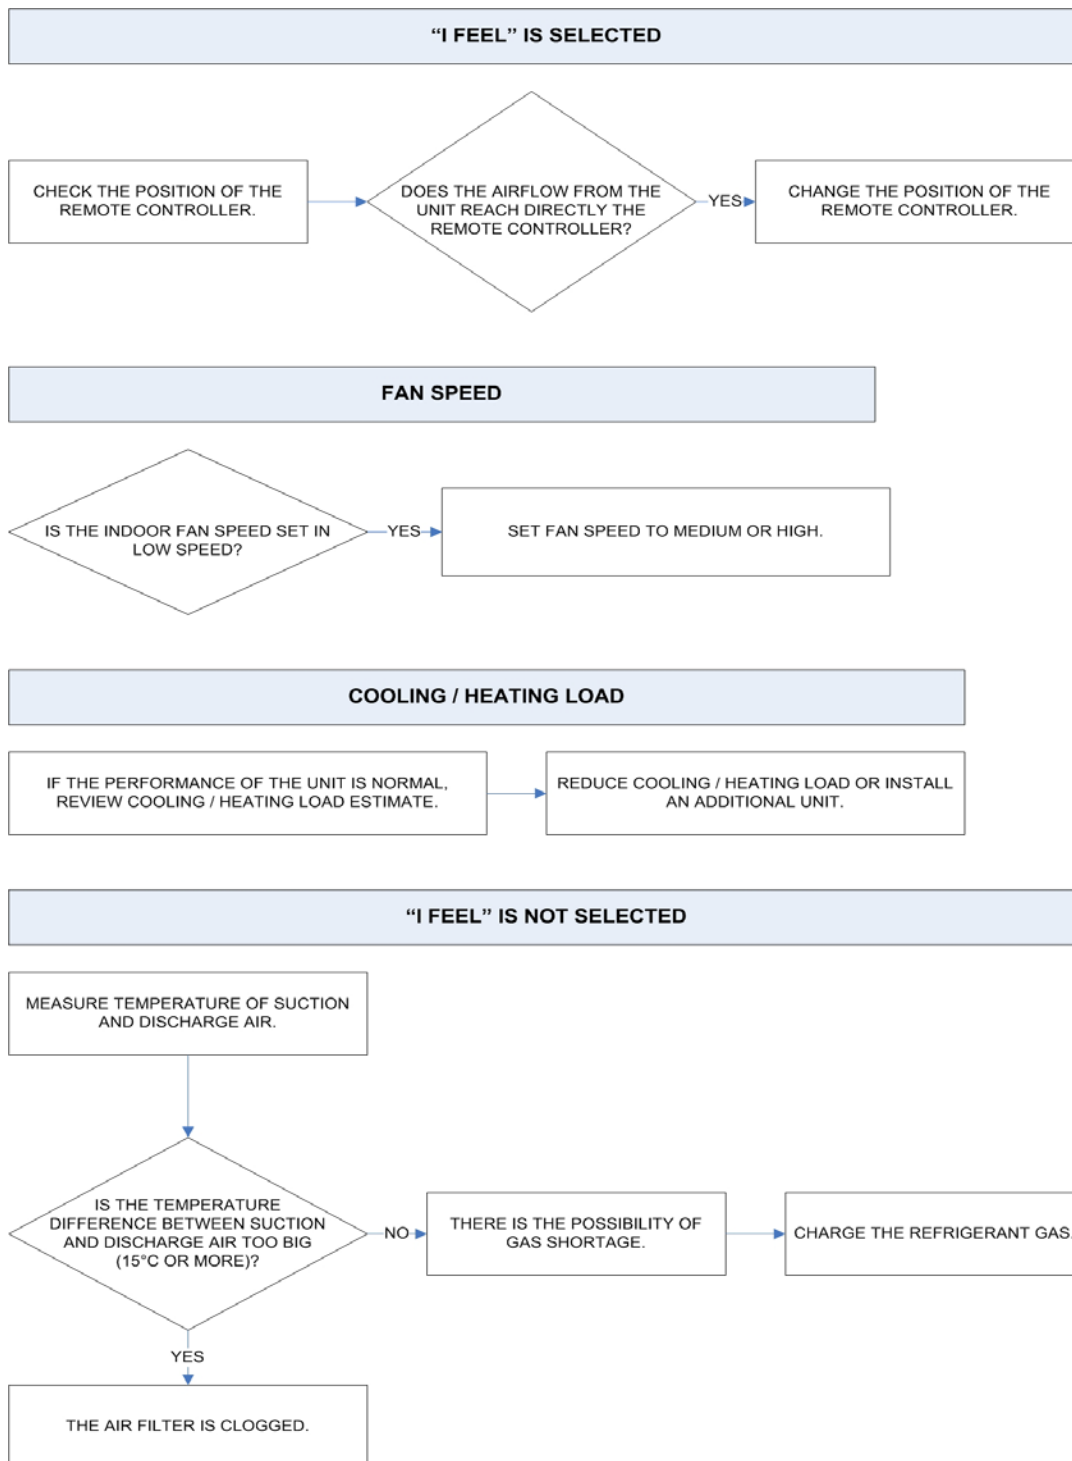 “I FEEL” IS SELECTED
CHECK THE POSITION OF THE
REMOTE CONTROLLER.
DOES THE AIRFLOW FROM THE
UNIT REACH DIRECTLY THE
REMOTE CONTROLLER?
YES
CHANGE THE POSITION OF THE
REMOTE CONTROLLER.
FAN SPEED
IS THE INDOOR FAN SPEED SET IN
LOW SPEED?
YES
SET FAN SPEED TO MEDIUM OR HIGH.
COOLING / HEATING LOAD
IF THE PERFORMANCE OF THE UNIT IS NORMAL,
REVIEW COOLING / HEATING LOAD ESTIMATE.
REDUCE COOLING / HEATING LOAD OR INSTALL
AN ADDITIONAL UNIT.
“I FEEL” IS NOT SELECTED
MEASURE TEMPERATURE OF SUCTION
AND DISCHARGE AIR.
IS THE TEMPERATURE
DIFFERENCE BETWEEN SUCTION
AND DISCHARGE AIR TOO BIG
(15°C OR MORE)?
NO
THERE IS THE POSSIBILITY OF
GAS SHORTAGE.
CHARGE THE REFRIGERANT GAS.
YES
THE AIR FILTER IS CLOGGED.